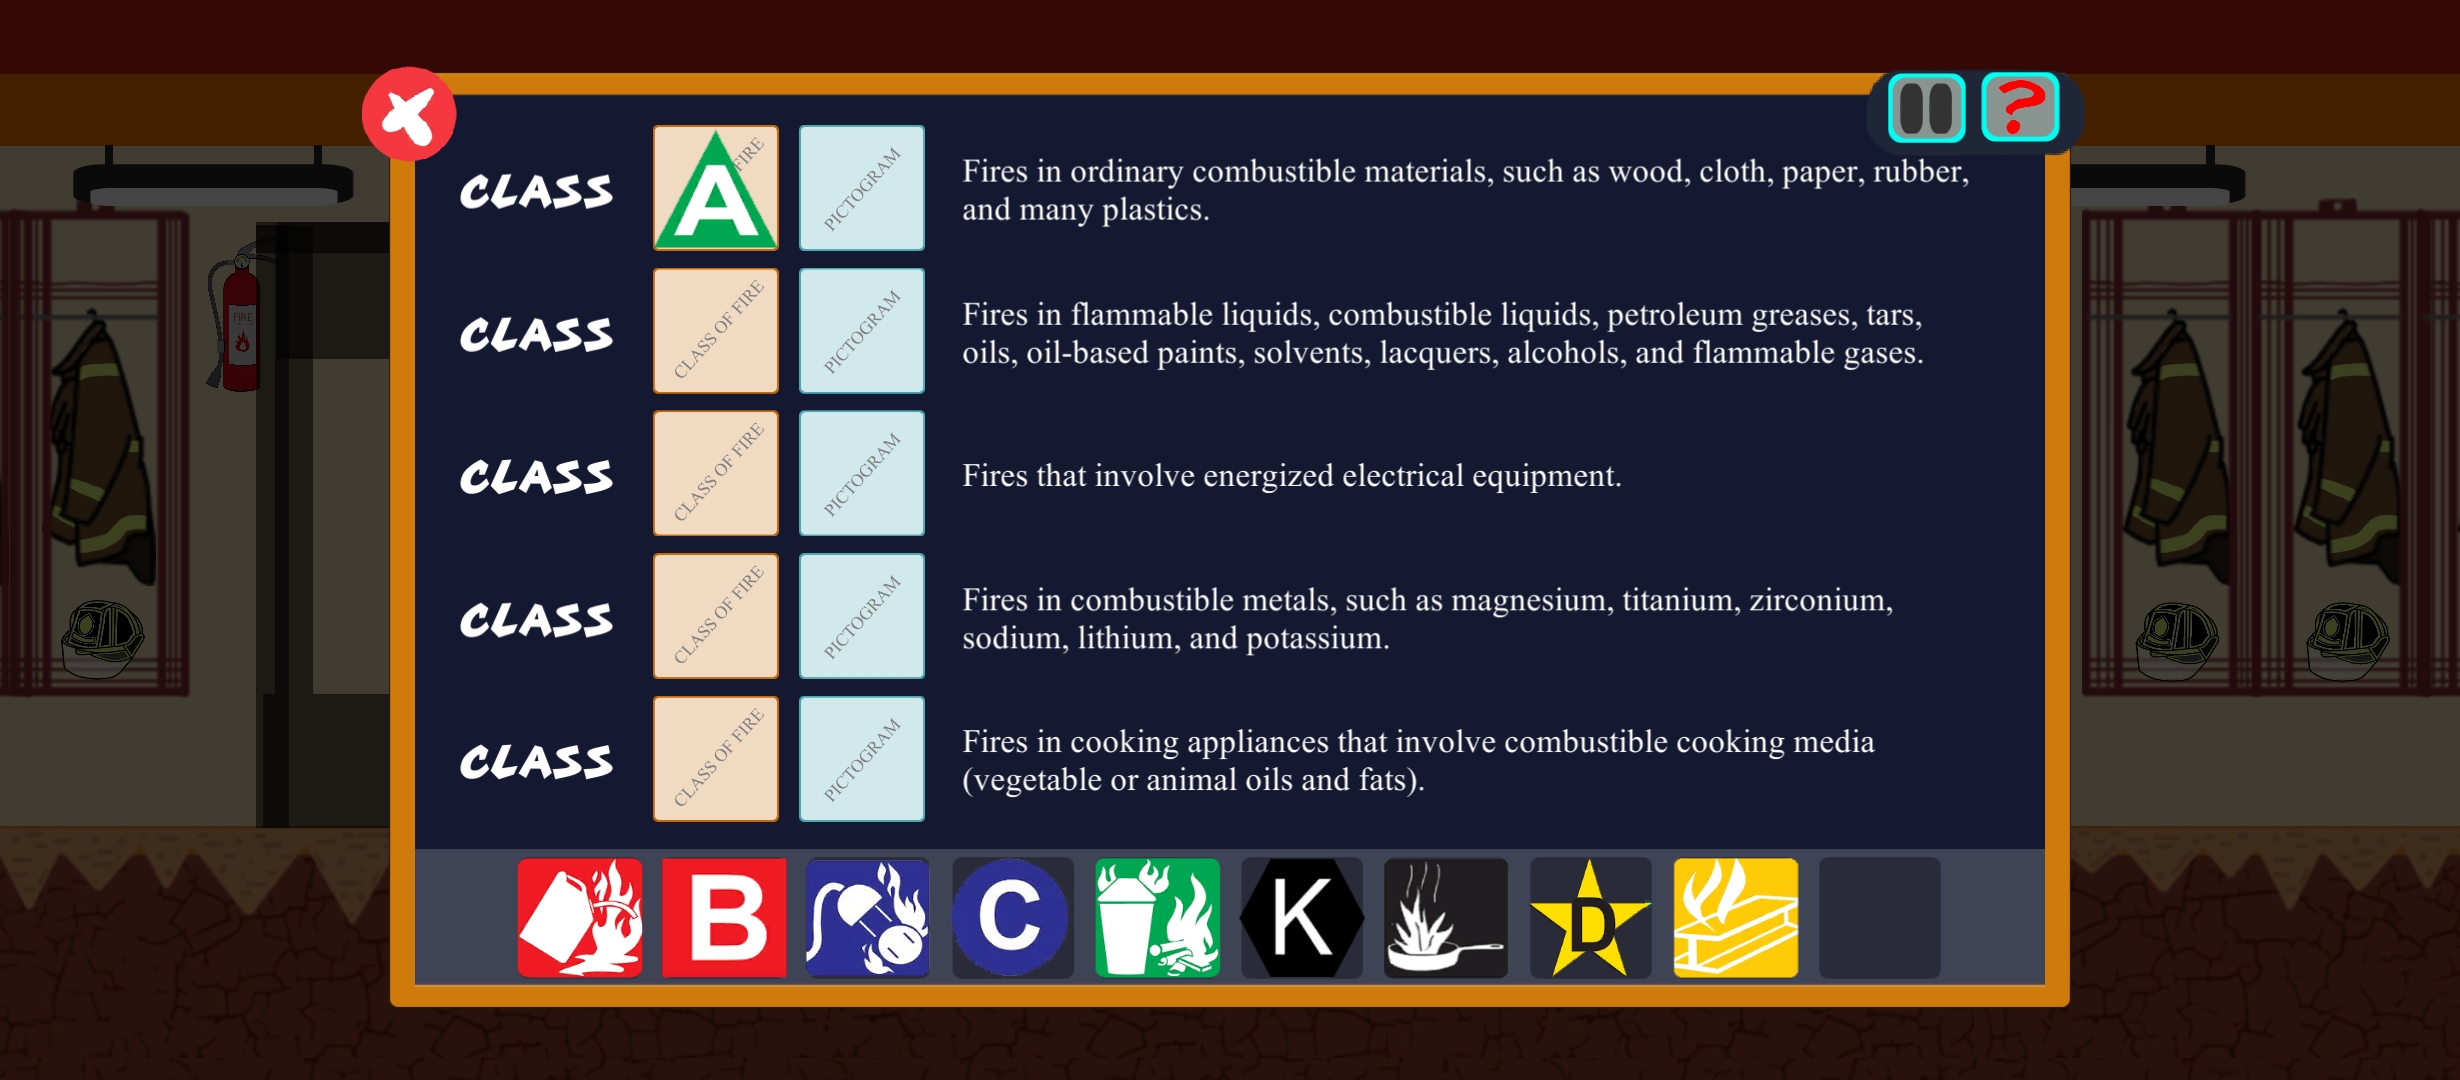 CLASS
A
FIRE
PICTOGRAM
Fires in ordinary combustible materials, such as wood, cloth, paper, rubber,
and many plastics.
CLASS
CLASS OF FIRE
PICTOGRAM
Fires in flammable liquids, combustible liquids, petroleum greases, tars,
oils, oil-based paints, solvents, lacquers, alcohols, and flammable gases.
CLASS
CLASS OF FIRE
PICTOGRAM
Fires that involve energized electrical equipment.
CLASS
CLASS OF FIRE
PICTOGRAM
Fires in combustible metals, such as magnesium, titanium, zirconium,
sodium, lithium, and potassium.
CLASS
CLASS OF FIRE
PICTOGRAM
Fires in cooking appliances that involve combustible cooking media
(vegetable or animal oils and fats).
B
C
K
D
?
FIRE